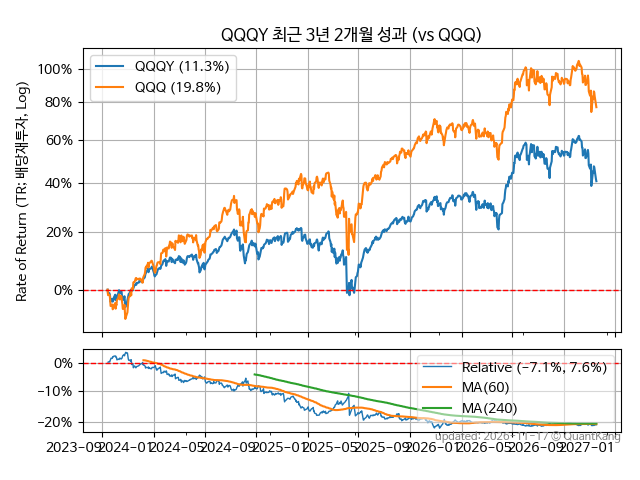 QQQY 최근 3년 2개월 성과 (vs QQQ)
Rate of Return (TR: 배당재투자, Log)
100%
80%
60%
40%
20%
0%
QQQY (11.3%)
QQQ (19.8%)
0%
−10%
−20%
Relative (−7.1%, 7.6%)
MA(60)
MA(240)
2023-09 2024-01 2024-05 2024-09 2025-01 2025-05 2025-09 2026-01 2026-05 2026-09 2027-01
updated: 2026-11-17 © QuantKang